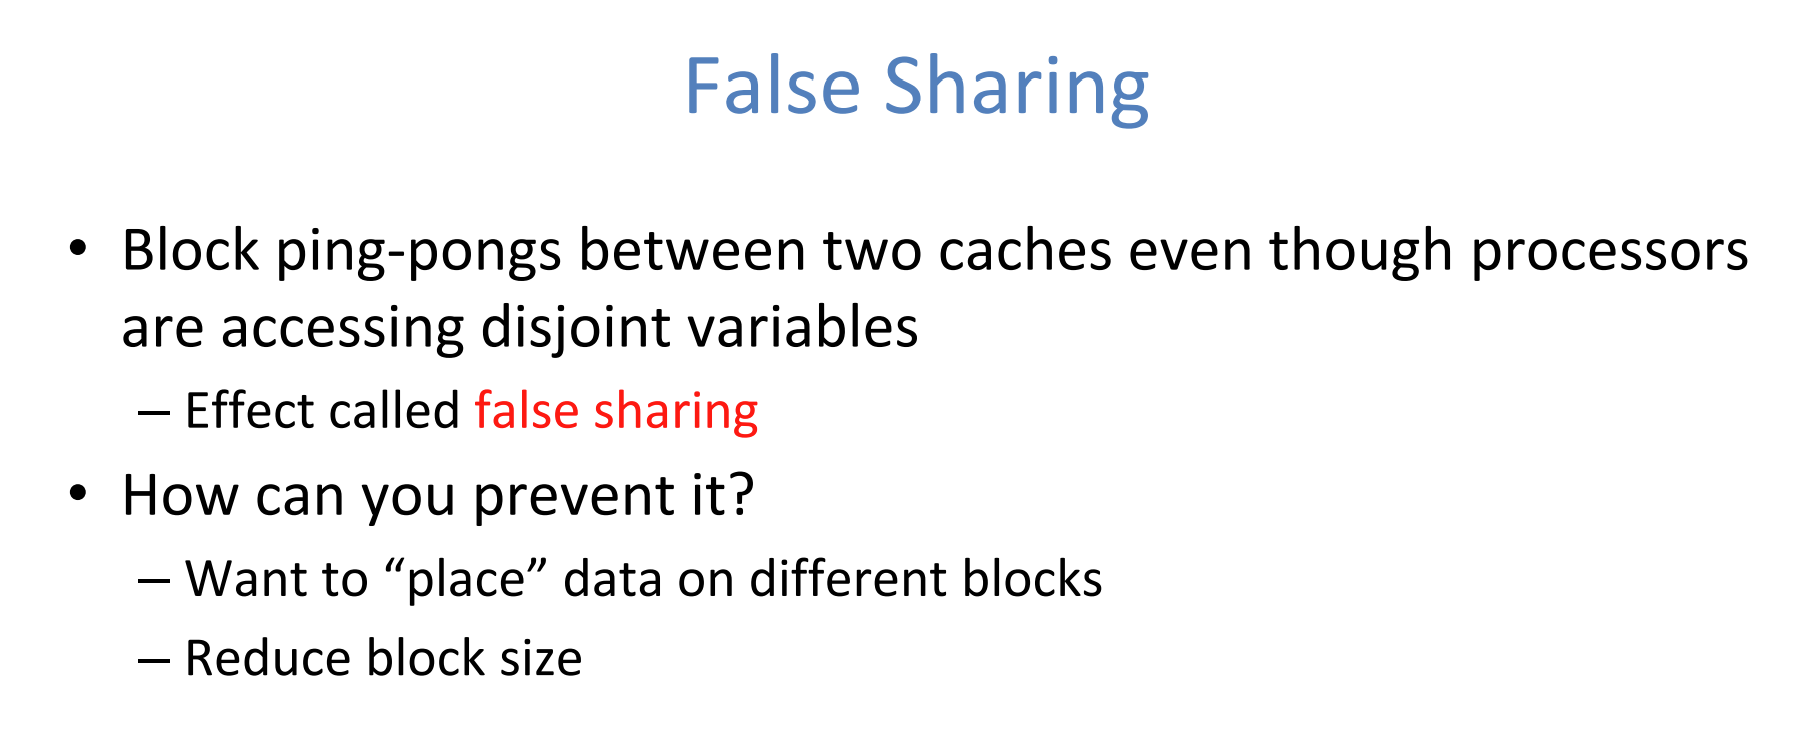 False Sharing
• Block ping-pongs between two caches even though processors
are accessing disjoint variables
– Effect called false sharing
• How can you prevent it?
– Want to “place” data on different blocks
– Reduce block size